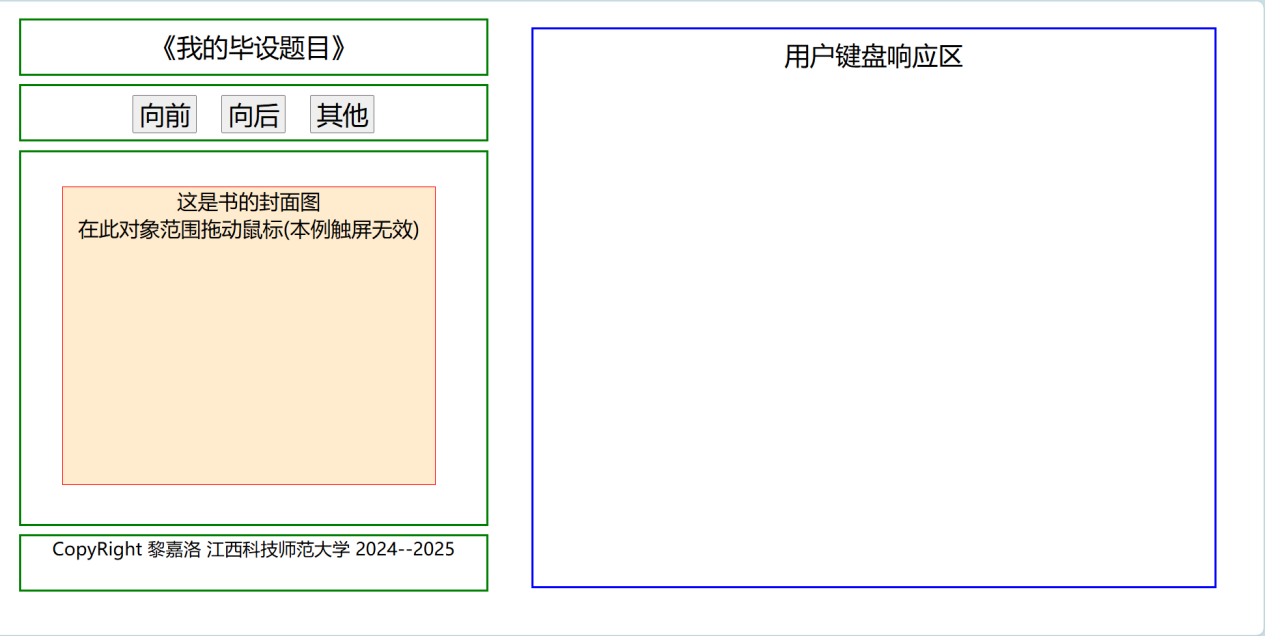 《我的毕设题目》
向前 向后 其他
这是书的封面图
在此对象范围拖动鼠标(本例触屏无效)
CopyRight 黎嘉洛 江西科技师范大学 2024--2025
用户键盘响应区